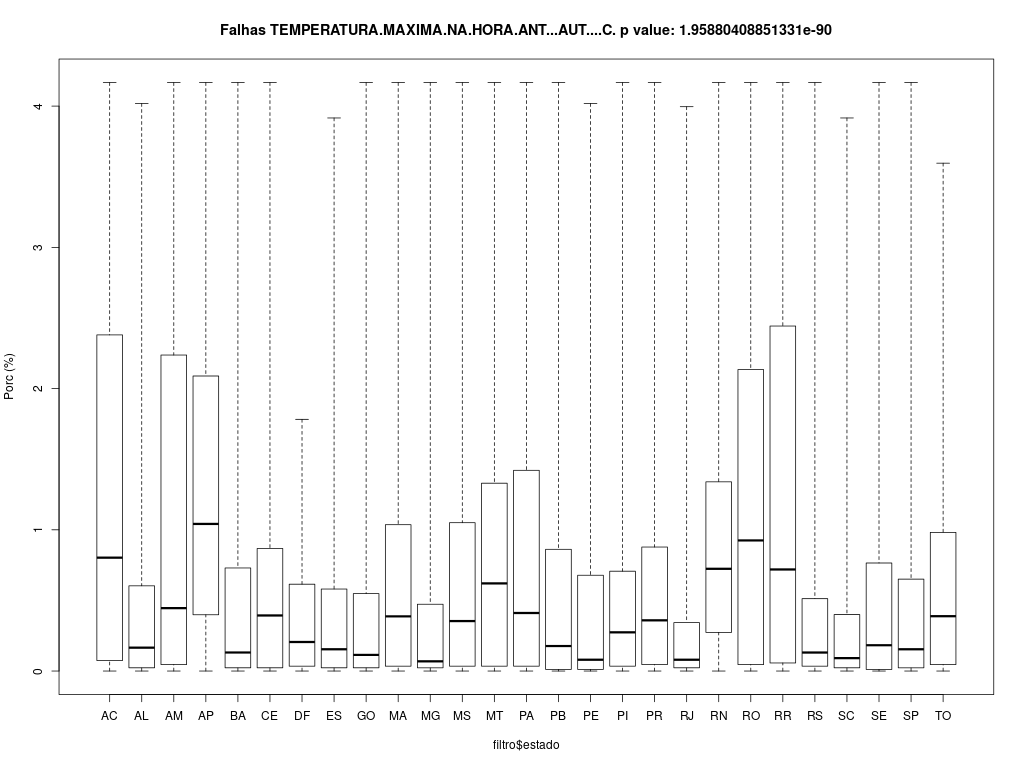 Falhas TEMPERATURA.MAXIMA.NA.HORA.ANT...AUT....C. p value: 1.95880408851331e-90
Porc (%)
4
3
2
1
0
AC AL AM AP BA CE DF ES GO MA MG MS MT PA PB PE PI PR RJ RN RO RR RS SC SE SP TO
filtro$estado